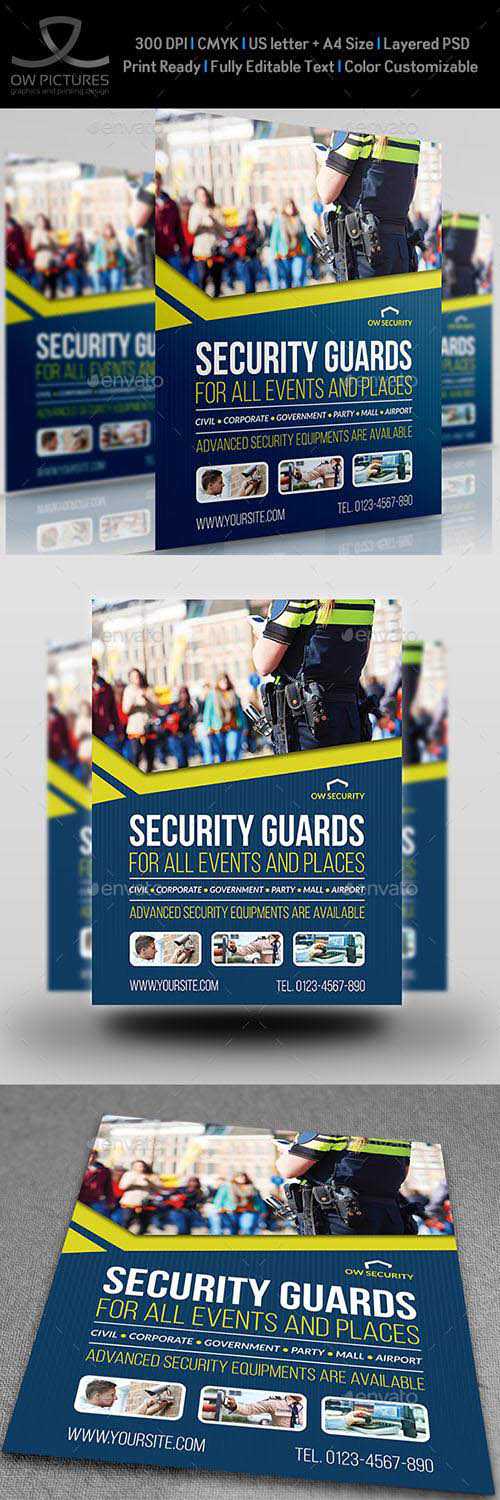 OW PICTURES
graphics and printing design
300 DPI | CMYK | US letter + A4 Size | Layered PSD
Print Ready | Fully Editable Text | Color Customizable
envato
envato
OW SECURITY
SECURITY GUARDS
FOR ALL EVENTS AND PLACES
CIVIL • CORPORATE • GOVERNMENT • PARTY • MALL • AIRPORT
ADVANCED SECURITY EQUIPMENTS ARE AVAILABLE
WWW.YOURSITE.COM
TEL. 0123-4567-890
envato
envato
OW SECURITY
SECURITY GUARDS
FOR ALL EVENTS AND PLACES
CIVIL • CORPORATE • GOVERNMENT • PARTY • MALL • AIRPORT
ADVANCED SECURITY EQUIPMENTS ARE AVAILABLE
WWW.YOURSITE.COM
TEL. 0123-4567-890
envato
envato
OW SECURITY
SECURITY GUARDS
FOR ALL EVENTS AND PLACES
CIVIL • CORPORATE • GOVERNMENT • PARTY • MALL • AIRPORT
ADVANCED SECURITY EQUIPMENTS ARE AVAILABLE
WWW.YOURSITE.COM
TEL. 0123-4567-890